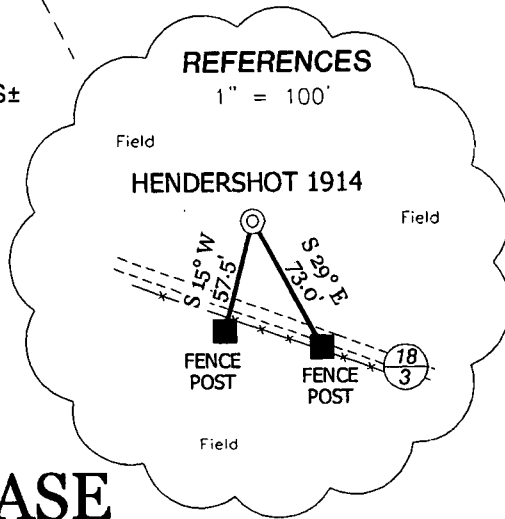 S±
REFERENCES
1" = 100'
Field
HENDERSHOT 1914
Field
S 15° W
57.5'
S 29° E
73.0'
FENCE
POST
FENCE
POST
18
3
Field
ASE